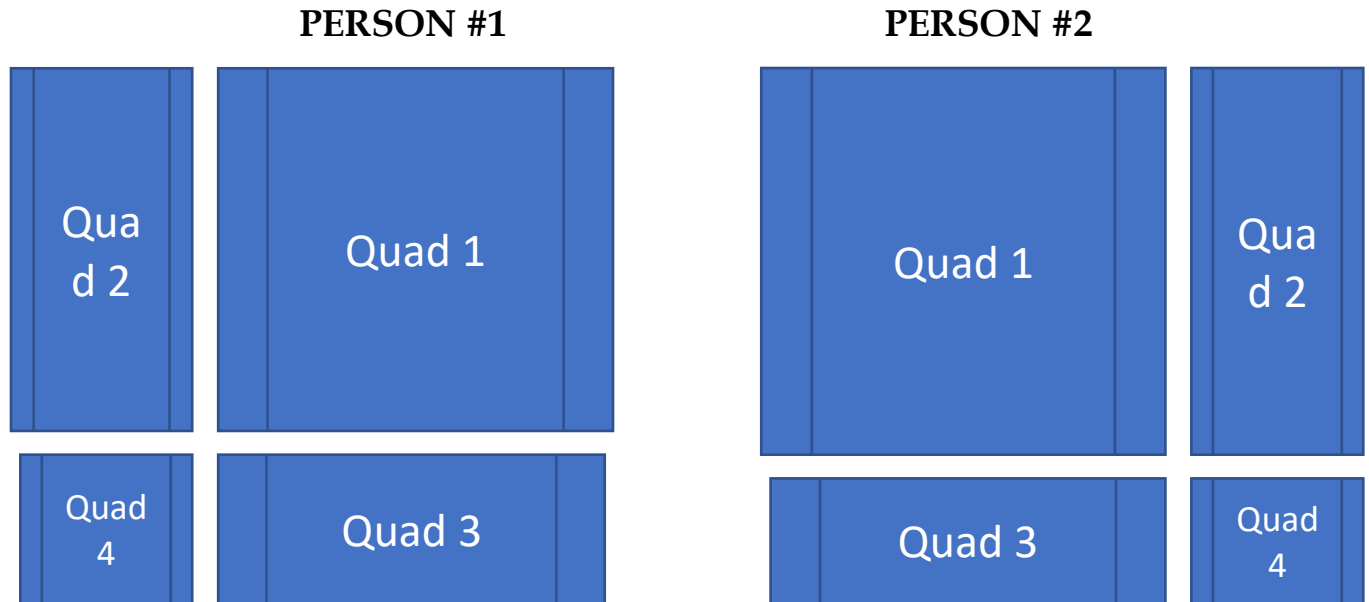 PERSON #1
PERSON #2
Qua
d 2
Quad 1
Quad 1
Qua
d 2
Quad
4
Quad 3
Quad 3
Quad
4